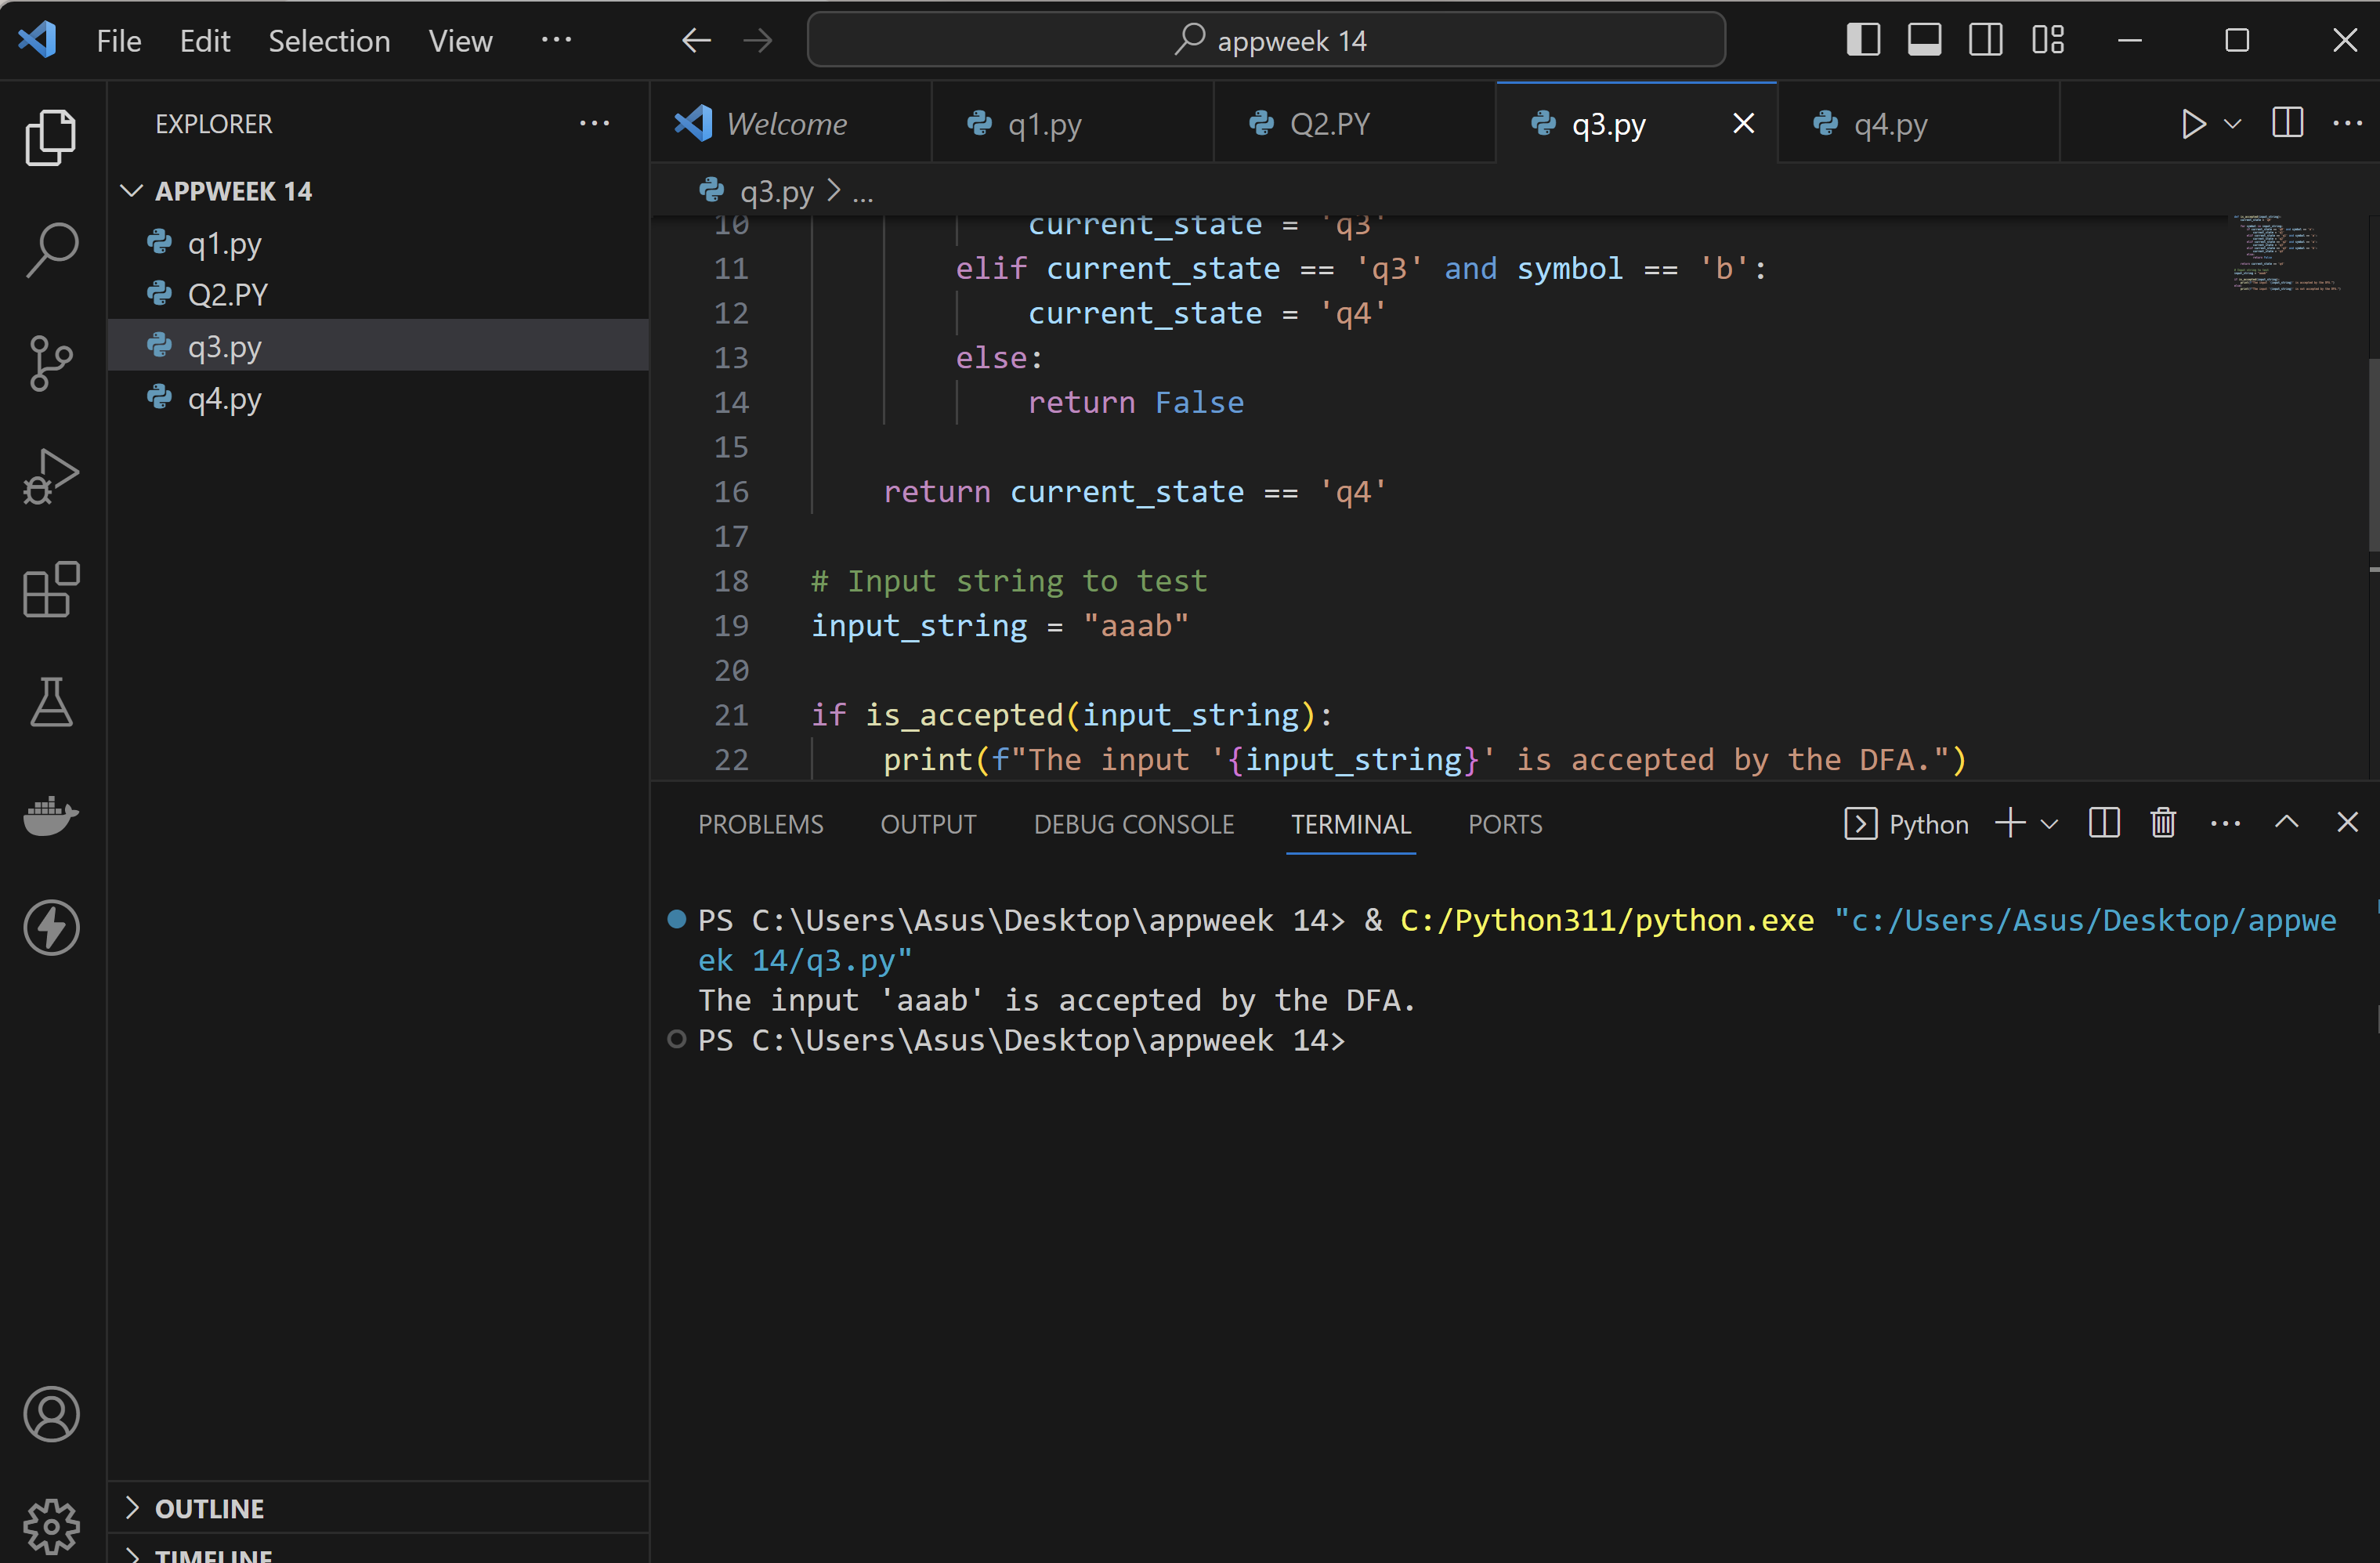 File Edit Selection View ··· appweek 14
EXPLORER
APPWEEK 14
q1.py
Q2.PY
q3.py
q4.py
OUTLINE
TIMELINE
Welcome q1.py Q2.PY q3.py q4.py
q3.py > ...
10 current_state = 'q3'
11 elif current_state == 'q3' and symbol == 'b':
12 current_state = 'q4'
13 else:
14 return False
15
16 return current_state == 'q4'
17
18 # Input string to test
19 input_string = "aaab"
20
21 if is_accepted(input_string):
22 print(f"The input '{input_string}' is accepted by the DFA.")
PROBLEMS OUTPUT DEBUG CONSOLE TERMINAL PORTS Python
PS C:\Users\Asus\Desktop\appweek 14> & C:/Python311/python.exe "c:/Users/Asus/Desktop/appwe
ek 14/q3.py"
The input 'aaab' is accepted by the DFA.
PS C:\Users\Asus\Desktop\appweek 14>